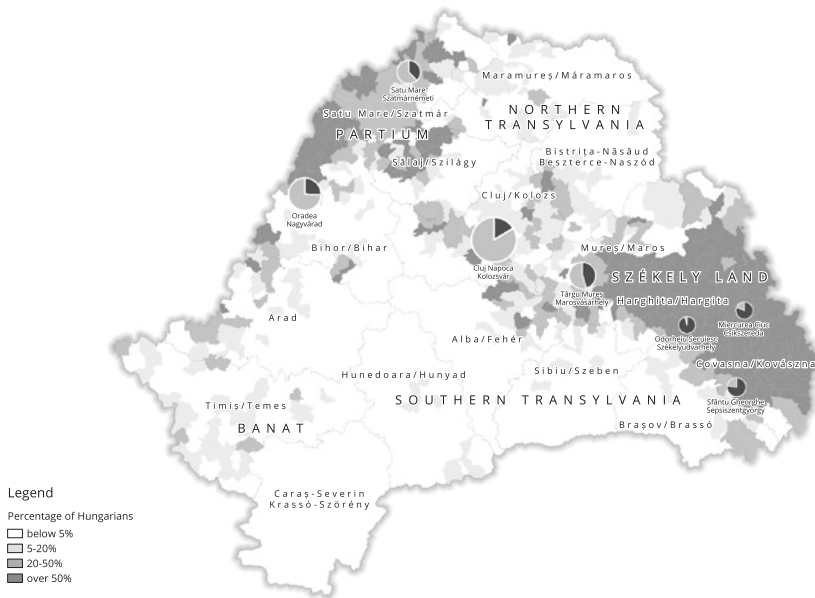 Maramureș/Máramaros
Satu Mare
Szatmárnémeti
NORTHERN
TRANSYLVANIA
Satu Mare/Szatmár
PARTIUM
Bistrița-Năsăud
Beszterce-Naszód
Sălaj/Szilágy
Cluj/Kolozs
Oradea
Nagyvárad
Bihor/Bihar
Mureș/Maros
Cluj Napoca
Kolozsvár
SZÉKELY LAND
Târgu Mureș
Marosvásárhely
Harghita/Hargita
Miercurea Ciuc
Csíkszereda
Arad
Alba/Fehér
Odorheiu Secuiesc
Székelyudvarhely
Covasna/Kovászna
Hunedoara/Hunyad
Sibiu/Szeben
Timiș/Temes
SOUTHERN TRANSYLVANIA
Sfântu Gheorghe
Sepsiszentgyörgy
BANAT
Brașov/Brassó
Caraș-Severin
Krassó-Szörény
Legend
Percentage of Hungarians
below 5%
5-20%
20-50%
over 50%